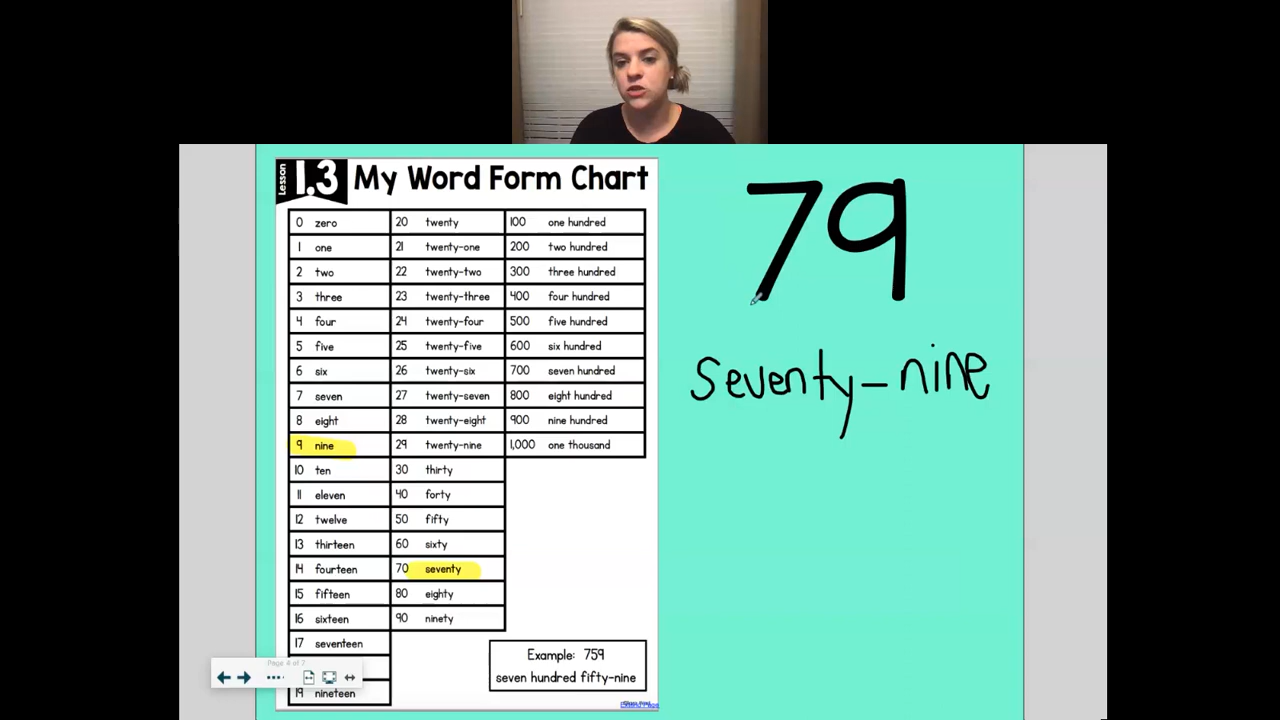 Lesson 1.3 My Word Form Chart
0 zero 20 twenty 100 one hundred
1 one 21 twenty-one 200 two hundred
2 two 22 twenty-two 300 three hundred
3 three 23 twenty-three 400 four hundred
4 four 24 twenty-four 500 five hundred
5 five 25 twenty-five 600 six hundred
6 six 26 twenty-six 700 seven hundred
7 seven 27 twenty-seven 800 eight hundred
8 eight 28 twenty-eight 900 nine hundred
9 nine 29 twenty-nine 1,000 one thousand
10 ten 30 thirty
11 eleven 40 forty
12 twelve 50 fifty
13 thirteen 60 sixty
14 fourteen 70 seventy
15 fifteen 80 eighty
16 sixteen 90 ninety
17 seventeen
Page 6 of 7
19 nineteen
Example: 759
seven hundred fifty-nine
79
seventy-nine